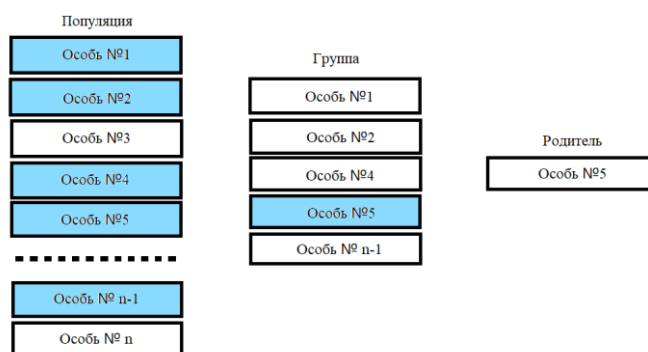 Популяция
Особь №1
Особь №2
Особь №3
Особь №4
Особь №5
Особь № n-1
Особь № n
Группа
Особь №1
Особь №2
Особь №4
Особь №5
Особь № n-1
Родитель
Особь №5